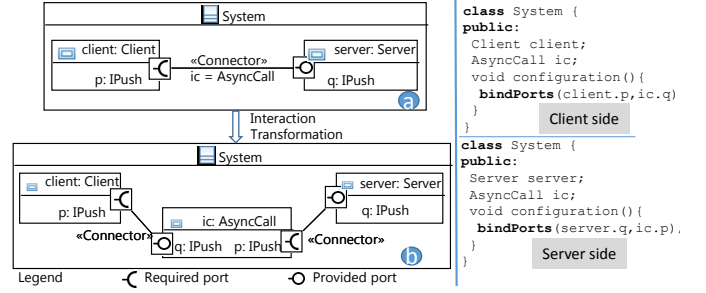 System
client: Client
p: IPush
«Connector»
ic = AsyncCall
server: Server
q: IPush
a
Interaction
Transformation
System
client: Client
p: IPush
«Connector»
ic: AsyncCall
q: IPush p: IPush
«Connector»
server: Server
q: IPush
b
Legend
Required port
Provided port
class System {
public:
Client client;
AsyncCall ic;
void configuration(){
bindPorts(client.p,ic.q)
}
}
Client side
class System {
public:
Server server;
AsyncCall ic;
void configuration(){
bindPorts(server.q,ic.p)
}
}
Server side